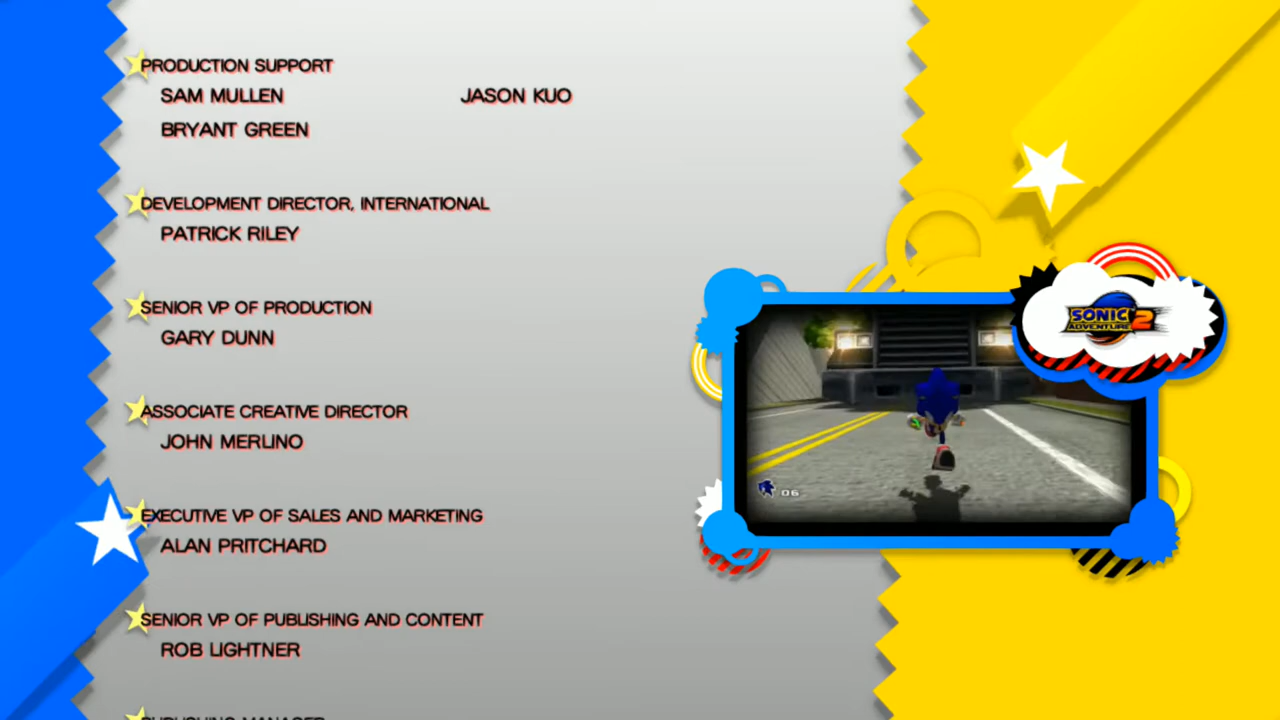 PRODUCTION SUPPORT
SAM MULLEN JASON KUO
BRYANT GREEN
DEVELOPMENT DIRECTOR, INTERNATIONAL
PATRICK RILEY
SENIOR VP OF PRODUCTION
GARY DUNN
SONIC
ADVENTURE 2
ASSOCIATE CREATIVE DIRECTOR
JOHN MERLINO
06
EXECUTIVE VP OF SALES AND MARKETING
ALAN PRITCHARD
SENIOR VP OF PUBLISHING AND CONTENT
ROB LIGHTNER
PUBLISHING MANAGER